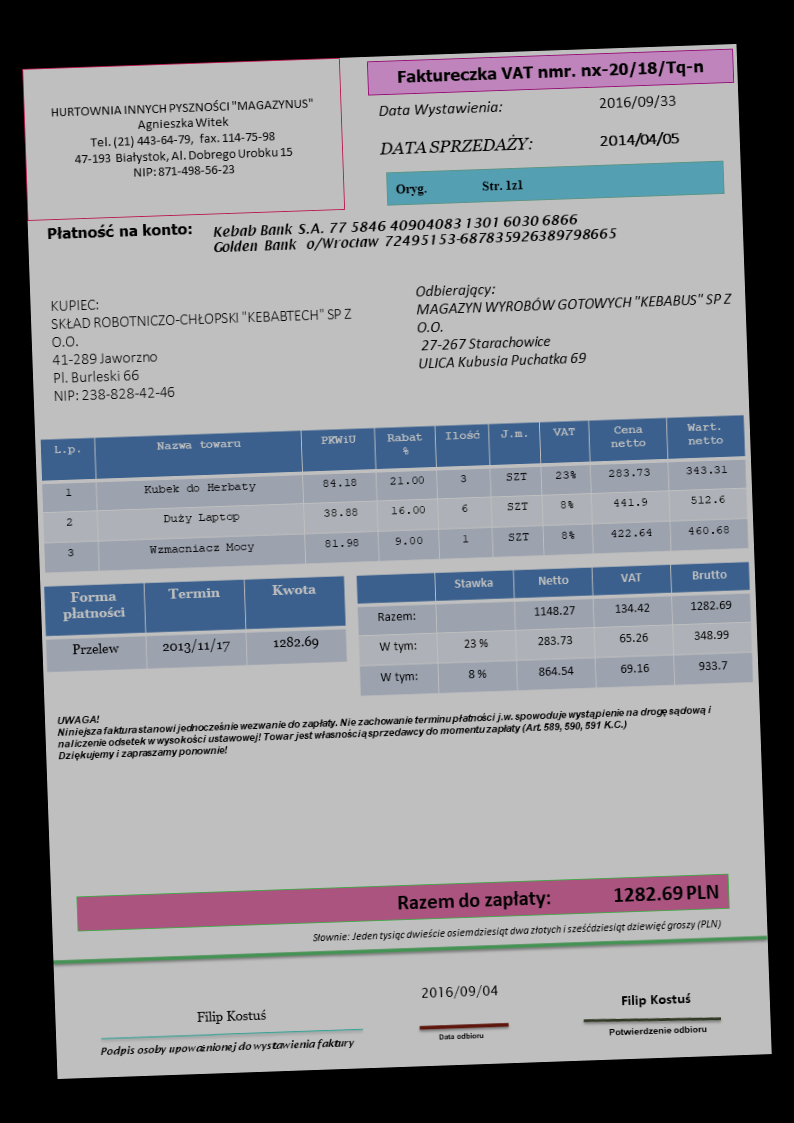 HURTOWNIA INNYCH PYSZNOŚCI "MAGAZYNUS"
Agnieszka Witek
Tel. (21) 443-64-79, fax. 114-75-98
47-193 Białystok, Al. Dobrego Urobku 15
NIP: 871-498-56-23
Faktureczka VAT nmr. nx-20/18/Tq-n
Data Wystawienia: 2016/09/33
DATA SPRZEDAŻY: 2014/04/05
Oryg. Str. 1z1
Płatność na konto: Kebab Bank S.A. 77 5846 40904083 1301 6030 6866
Golden Bank o/Wrocław 72495153-687835926389798665
KUPIEC:
SKŁAD ROBOTNICZO-CHŁOPSKI "KEBABTECH" SP Z
O.O.
41-289 Jaworzno
Pl. Burleski 66
NIP: 238-828-42-46
Odbierający:
MAGAZYN WYROBÓW GOTOWYCH "KEBABUS" SP Z
O.O.
27-267 Starachowice
ULICA Kubusia Puchatka 69
L.p. Nazwa towaru PKWiU Rabat % Ilość J.m. VAT Cena netto Wart. netto
1 Kubek do Herbaty 84.18 21.00 3 SZT 23% 283.73 343.31
2 Duży Laptop 38.88 16.00 6 SZT 8% 441.9 512.6
3 Wzmacniacz Mocy 81.98 9.00 1 SZT 8% 422.64 460.68
Forma płatności Termin Kwota
Przelew 2013/11/17 1282.69
Stawka Netto VAT Brutto
Razem: 1148.27 134.42 1282.69
W tym: 23 % 283.73 65.26 348.99
W tym: 8 % 864.54 69.16 933.7
UWAGA!
Niniejsza faktura stanowi jednocześnie wezwanie do zapłaty. Nie zachowanie terminu płatności j.w. spowoduje wystąpienie na drogę sądową i
naliczenie odsetek w wysokości ustawowej! Towar jest własnością sprzedawcy do momentu zapłaty (Art. 589, 590, 591 K.C.)
Dziękujemy i zapraszamy ponownie!
Razem do zapłaty: 1282.69 PLN
Słownie: Jeden tysiąc dwieście osiemdziesiąt dwa złotych i sześćdziesiąt dziewięć groszy (PLN)
Filip Kostuś
Podpis osoby upoważnionej do wystawienia faktury
2016/09/04
Data odbioru
Filip Kostuś
Potwierdzenie odbioru